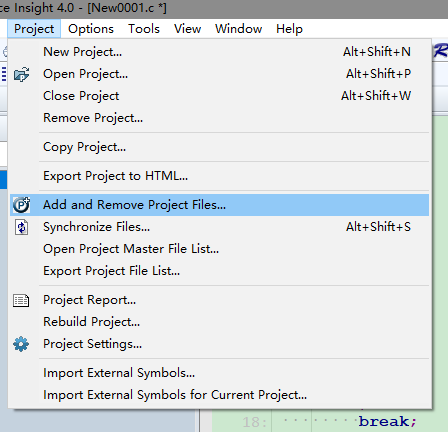 ce Insight 4.0 - [New0001.c *]
Project Options Tools View Window Help
New Project... Alt+Shift+N
Open Project... Alt+Shift+P
Close Project Alt+Shift+W
Remove Project...
Copy Project...
Export Project to HTML...
Add and Remove Project Files...
Synchronize Files... Alt+Shift+S
Open Project Master File List...
Export Project File List...
Project Report...
Rebuild Project...
Project Settings...
Import External Symbols...
Import External Symbols for Current Project...
18: break;